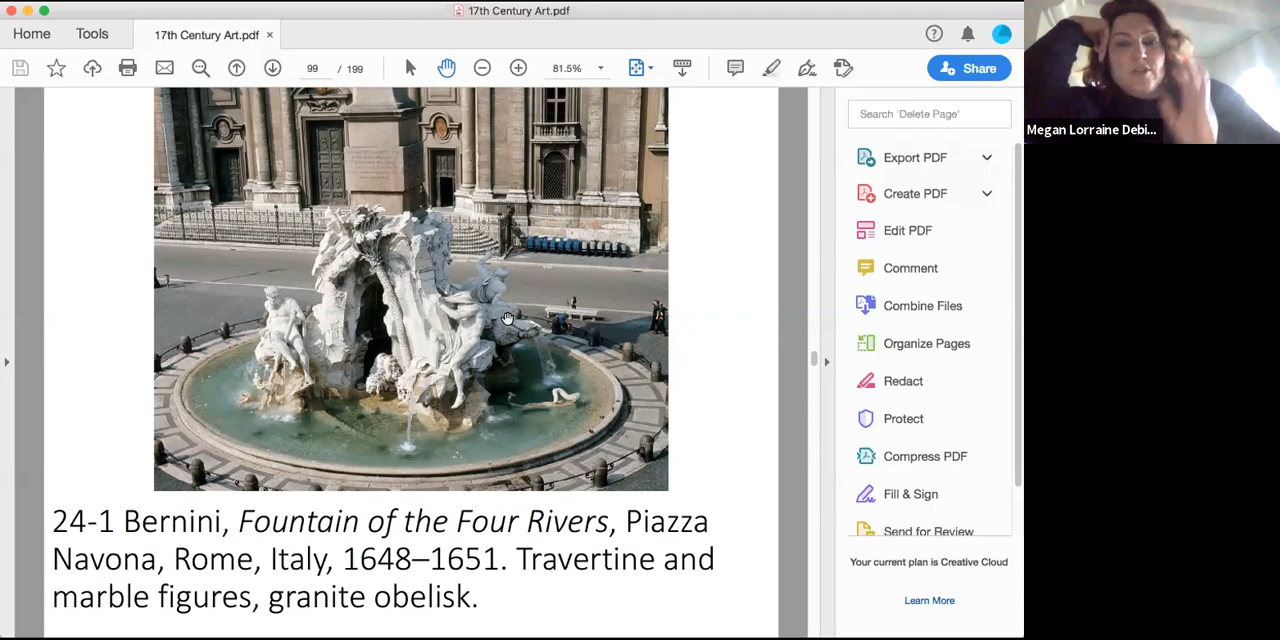 17th Century Art.pdf
Home Tools 17th Century Art.pdf ×
99 / 199 81.5% Share
Search 'Delete Page'
Export PDF
Create PDF
Edit PDF
Comment
Combine Files
Organize Pages
Redact
Protect
Compress PDF
Fill & Sign
Send for Review
Your current plan is Creative Cloud
Learn More
Megan Lorraine Debi...
24-1 Bernini, Fountain of the Four Rivers, Piazza
Navona, Rome, Italy, 1648–1651. Travertine and
marble figures, granite obelisk.